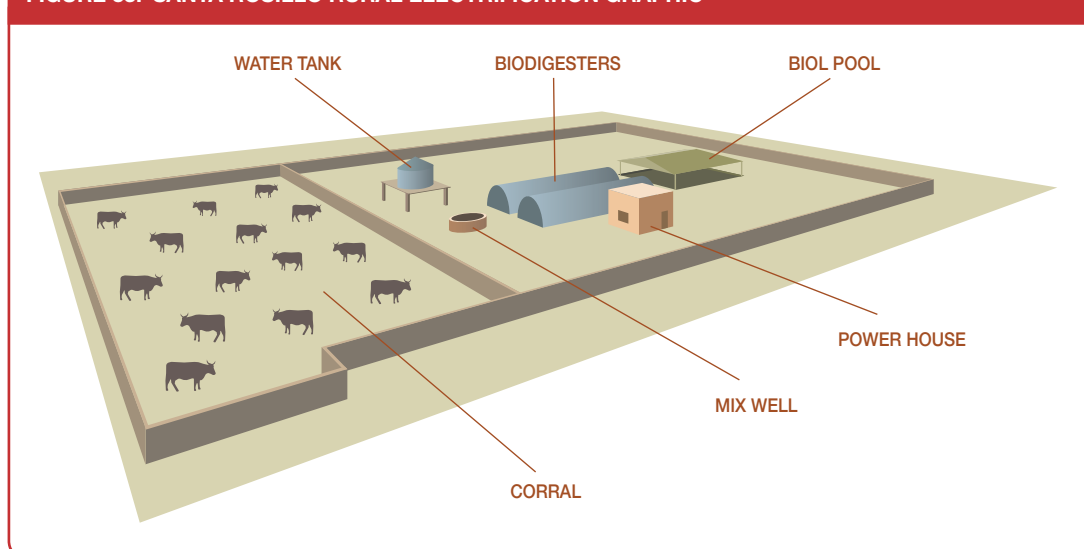 WATER TANK
BIODIGESTERS
BIOL POOL
POWER HOUSE
MIX WELL
CORRAL